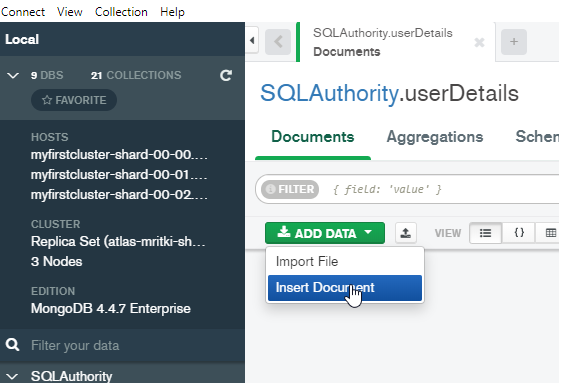 Connect View Collection Help
Local
9 DBS 21 COLLECTIONS
FAVORITE
HOSTS
myfirstcluster-shard-00-00....
myfirstcluster-shard-00-01....
myfirstcluster-shard-00-02....
CLUSTER
Replica Set (atlas-mritki-sh...
3 Nodes
EDITION
MongoDB 4.4.7 Enterprise
Filter your data
SQLAuthority
SQLAuthority.userDetails
Documents
SQLAuthority.userDetails
Documents Aggregations Schen
FILTER { field: 'value' }
ADD DATA VIEW {}
Import File
Insert Document